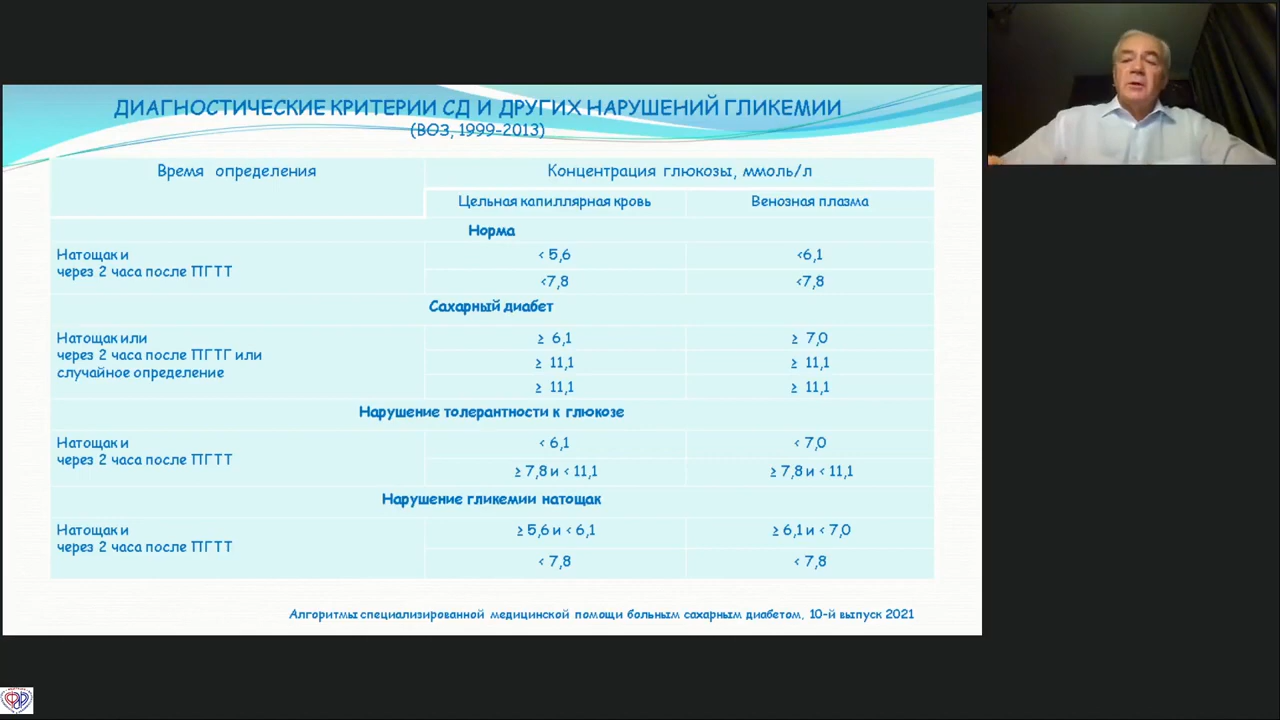 ДИАГНОСТИЧЕСКИЕ КРИТЕРИИ СД И ДРУГИХ НАРУШЕНИЙ ГЛИКЕМИИ
(ВОЗ, 1999-2013)
Время определения
Концентрация глюкозы, ммоль/л
Цельная капиллярная кровь
Венозная плазма
Норма
Натощак и
через 2 часа после ПГТТ
< 5,6
<6,1
<7,8
<7,8
Сахарный диабет
Натощак или
через 2 часа после ПГТГ или
случайное определение
≥ 6,1
≥ 7,0
≥ 11,1
≥ 11,1
≥ 11,1
≥ 11,1
Нарушение толерантности к глюкозе
Натощак и
через 2 часа после ПГТТ
< 6,1
< 7,0
≥ 7,8 и < 11,1
≥ 7,8 и < 11,1
Нарушение гликемии натощак
Натощак и
через 2 часа после ПГТТ
≥ 5,6 и < 6,1
≥ 6,1 и < 7,0
< 7,8
< 7,8
Алгоритмы специализированной медицинской помощи больным сахарным диабетом, 10-й выпуск 2021